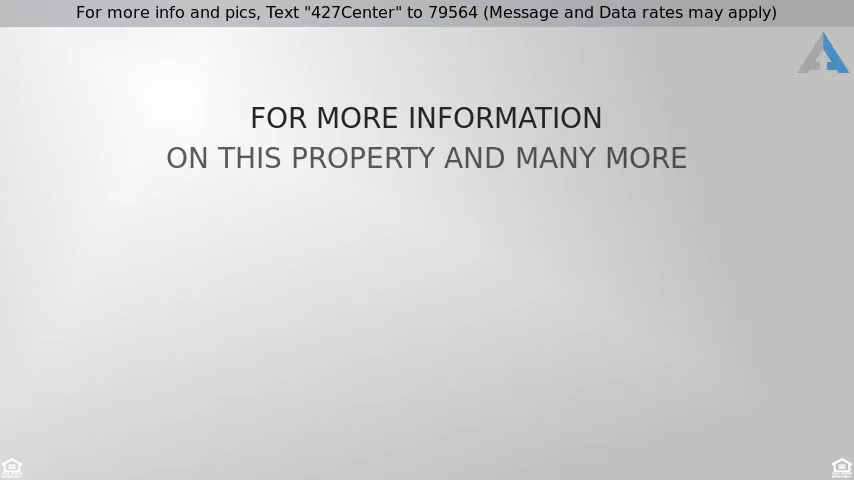 For more info and pics, Text "427Center" to 79564 (Message and Data rates may apply)
FOR MORE INFORMATION
ON THIS PROPERTY AND MANY MORE